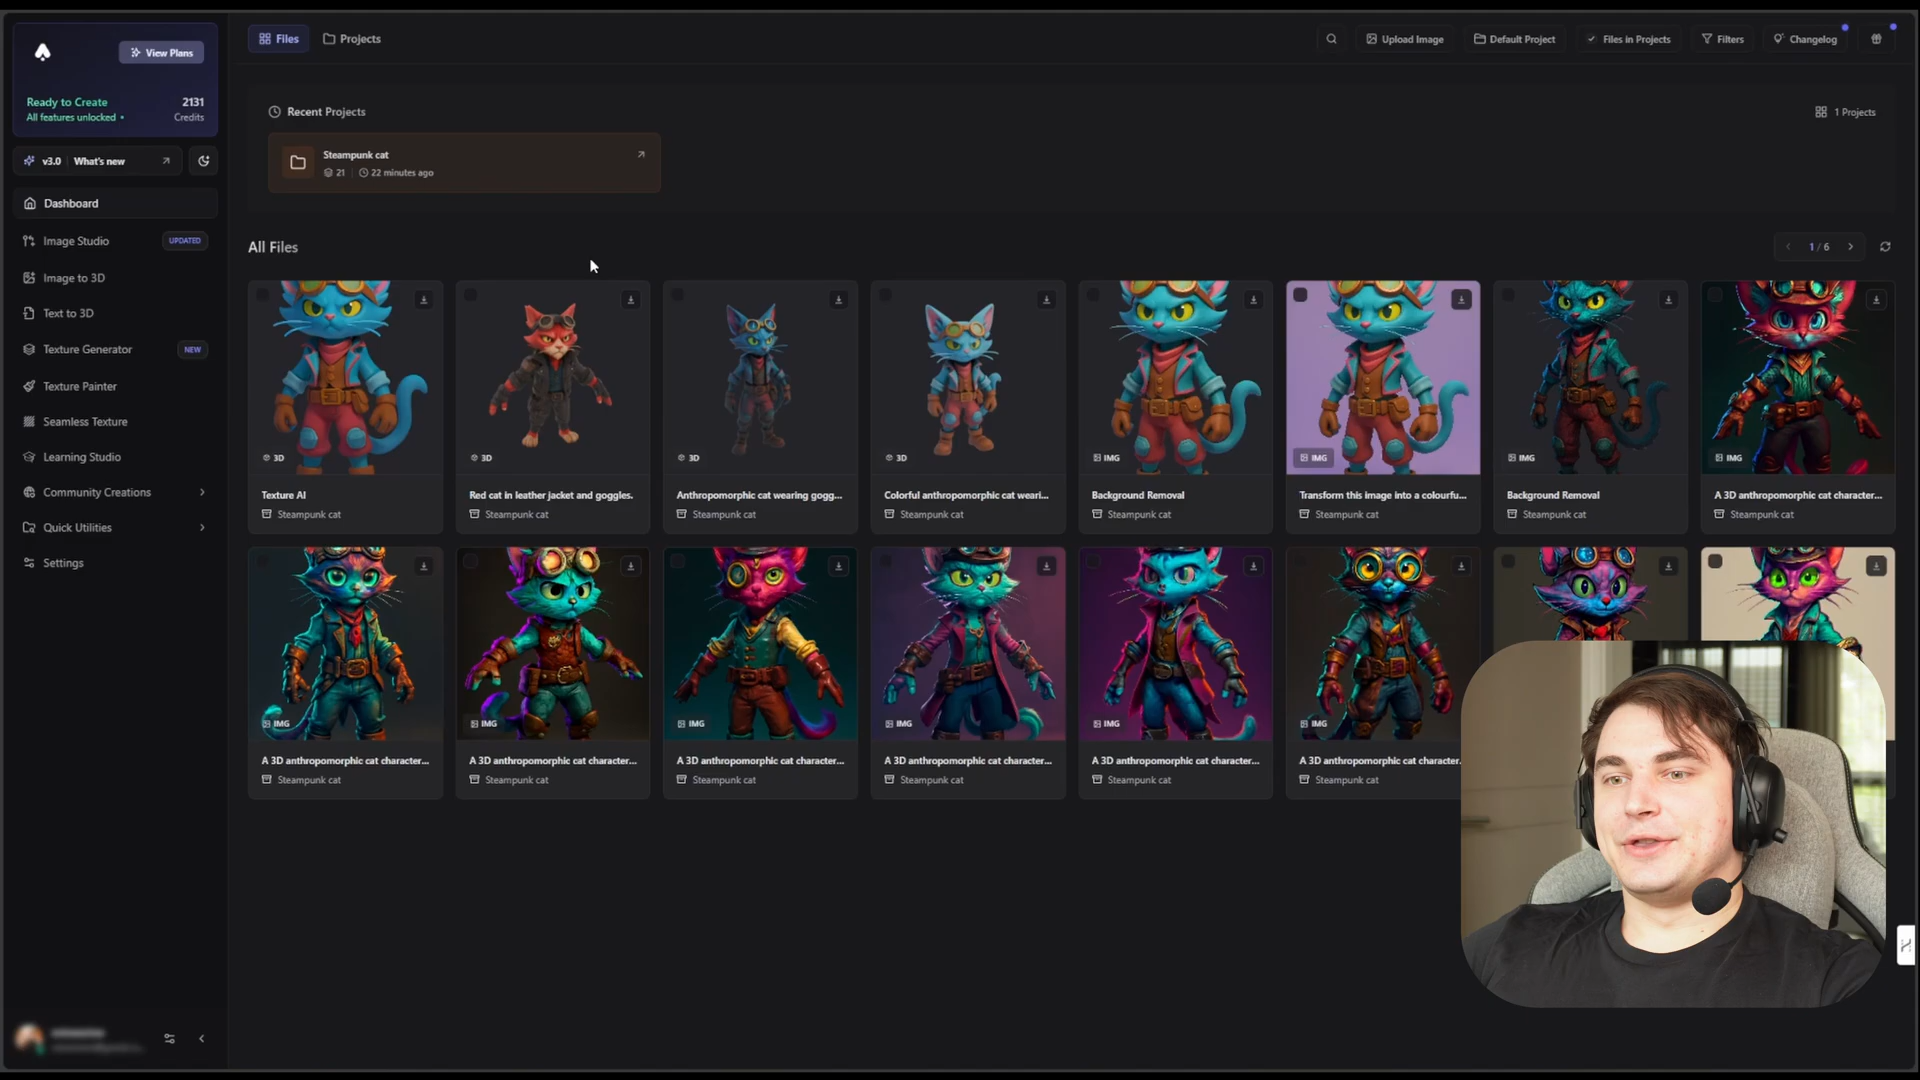 View Plans
Ready to Create 2131
All features unlocked • Credits
v3.0 What's new
Dashboard
Image Studio UPDATED
Image to 3D
Text to 3D
Texture Generator NEW
Texture Painter
Seamless Texture
Learning Studio
Community Creations
Quick Utilities
Settings
Files Projects Upload Image Default Project Files in Projects Filters Changelog
Recent Projects 1 Projects
Steampunk cat
21 22 minutes ago
All Files 1 / 6
3D 3D 3D 3D IMG IMG IMG IMG
Texture AI Red cat in leather jacket and goggles. Anthropomorphic cat wearing gogg... Colorful anthropomorphic cat weari... Background Removal Transform this image into a colourfu... Background Removal A 3D anthropomorphic cat character...
Steampunk cat Steampunk cat Steampunk cat Steampunk cat Steampunk cat Steampunk cat Steampunk cat Steampunk cat
IMG IMG IMG IMG IMG IMG
A 3D anthropomorphic cat character... A 3D anthropomorphic cat character... A 3D anthropomorphic cat character... A 3D anthropomorphic cat character... A 3D anthropomorphic cat character... A 3D anthropomorphic cat character.
Steampunk cat Steampunk cat Steampunk cat Steampunk cat Steampunk cat Steampunk cat